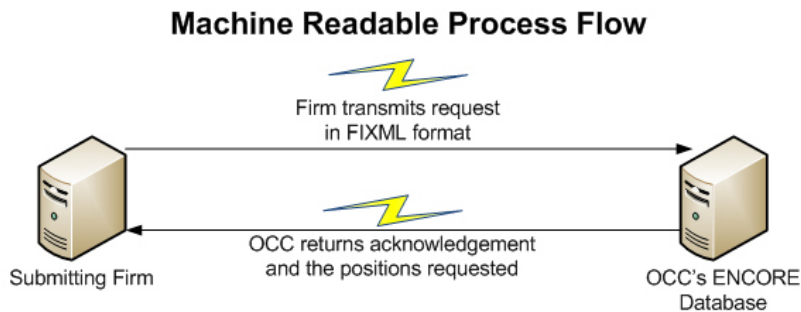 Machine Readable Process Flow
Firm transmits request
in FIXML format
OCC returns acknowledgement
and the positions requested
Submitting Firm
OCC's ENCORE
Database